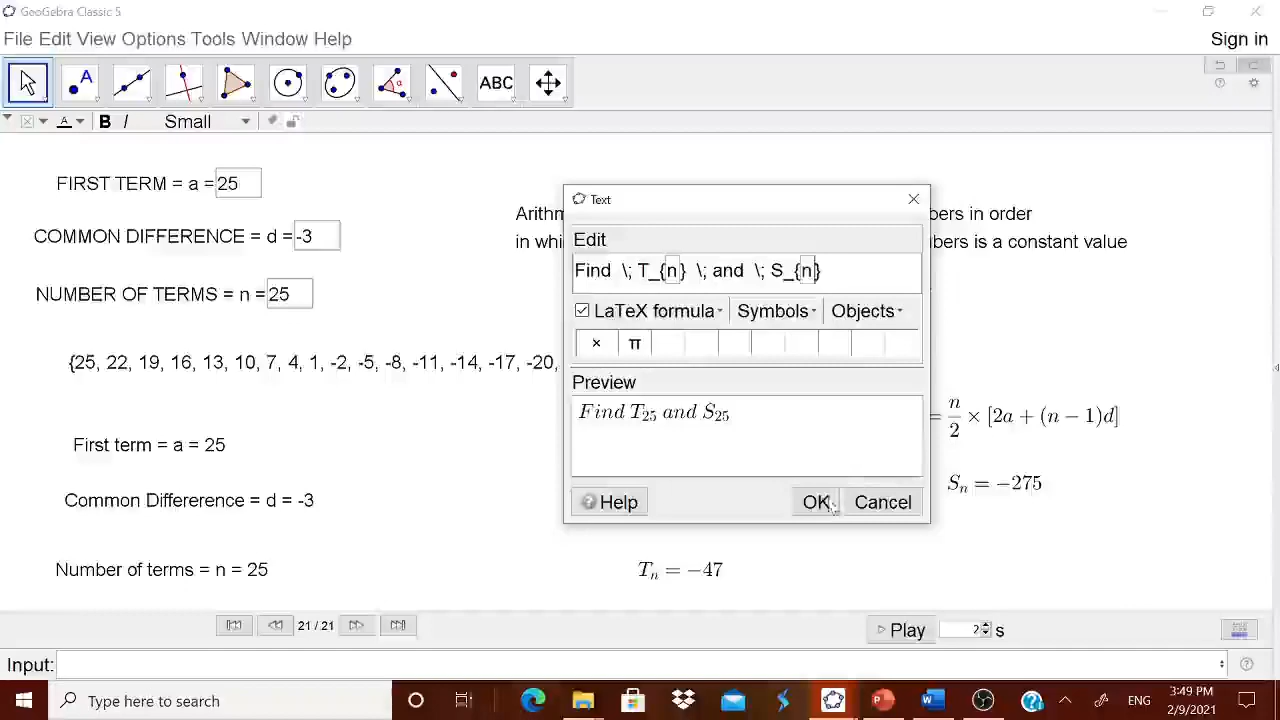 GeoGebra Classic 5
File Edit View Options Tools Window Help
Sign in
A
ABC
A B I Small
FIRST TERM = a = 25
COMMON DIFFERENCE = d = -3
NUMBER OF TERMS = n = 25
{25, 22, 19, 16, 13, 10, 7, 4, 1, -2, -5, -8, -11, -14, -17, -20,
First term = a = 25
Common Differerence = d = -3
Number of terms = n = 25
bers in order
in
bers is a constant value
Text
Edit
Find \; T_{n} \; and \; S_{n}
LaTeX formula Symbols Objects
× π
Preview
Find T₂₅ and S₂₅
Help OK Cancel
= n/2 × [2a + (n − 1)d]
Sₙ = −275
Tₙ = −47
21 / 21
Play 2 s
Input:
Type here to search
ENG
3:49 PM
2/9/2021